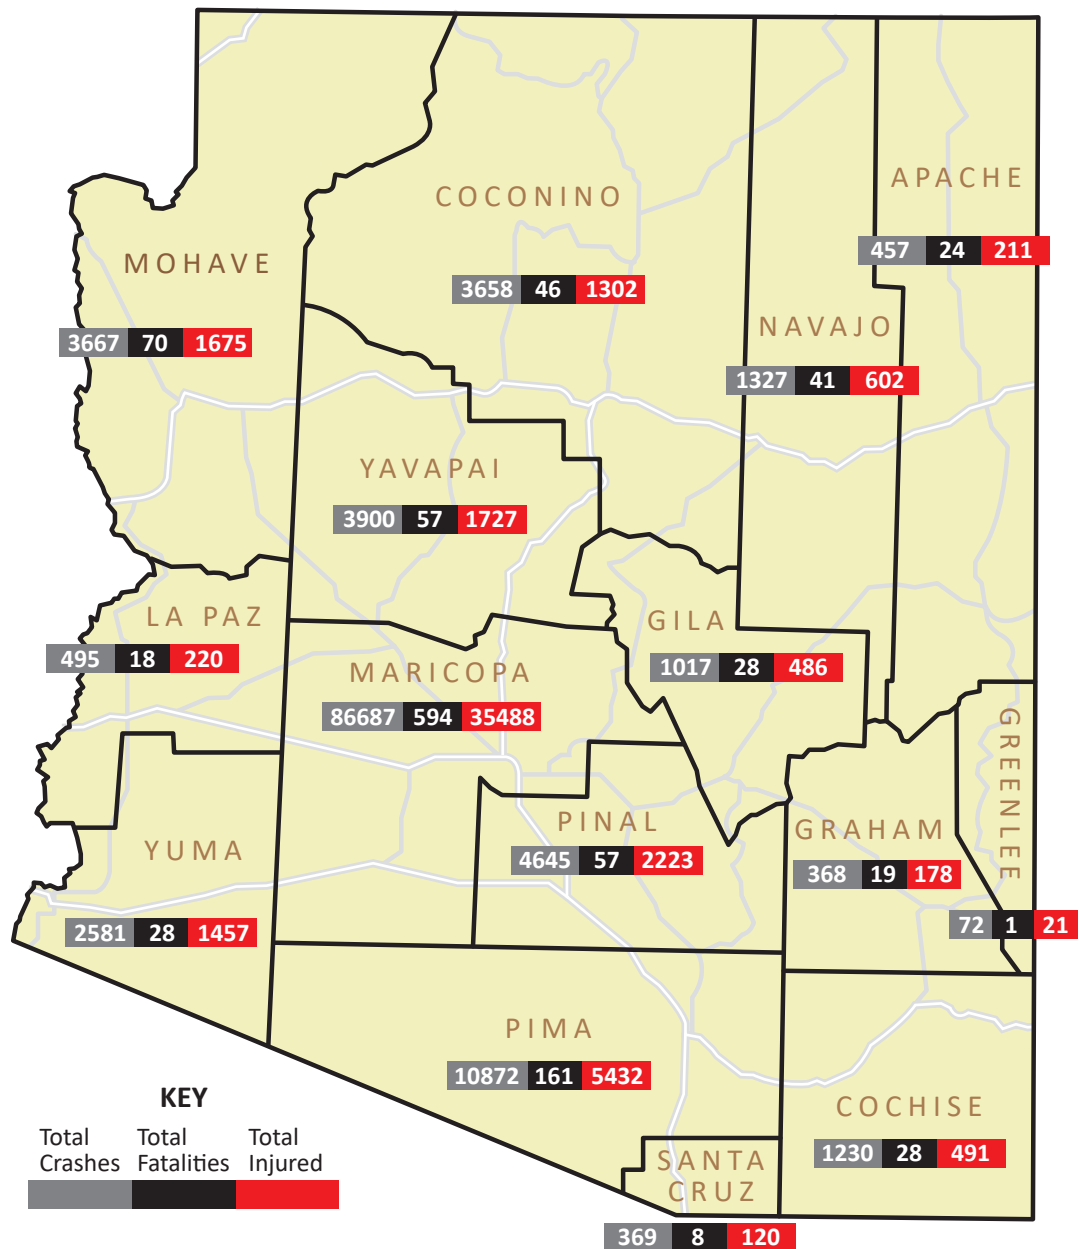 APACHE
457 24 211
COCONINO
3658 46 1302
MOHAVE
3667 70 1675
NAVAJO
1327 41 602
YAVAPAI
3900 57 1727
LA PAZ
495 18 220
GILA
1017 28 486
MARICOPA
86687 594 35488
GREENLEE
72 1 21
PINAL
4645 57 2223
GRAHAM
368 19 178
YUMA
2581 28 1457
PIMA
10872 161 5432
COCHISE
1230 28 491
SANTA
CRUZ
369 8 120
KEY
Total Total Total
Crashes Fatalities Injured